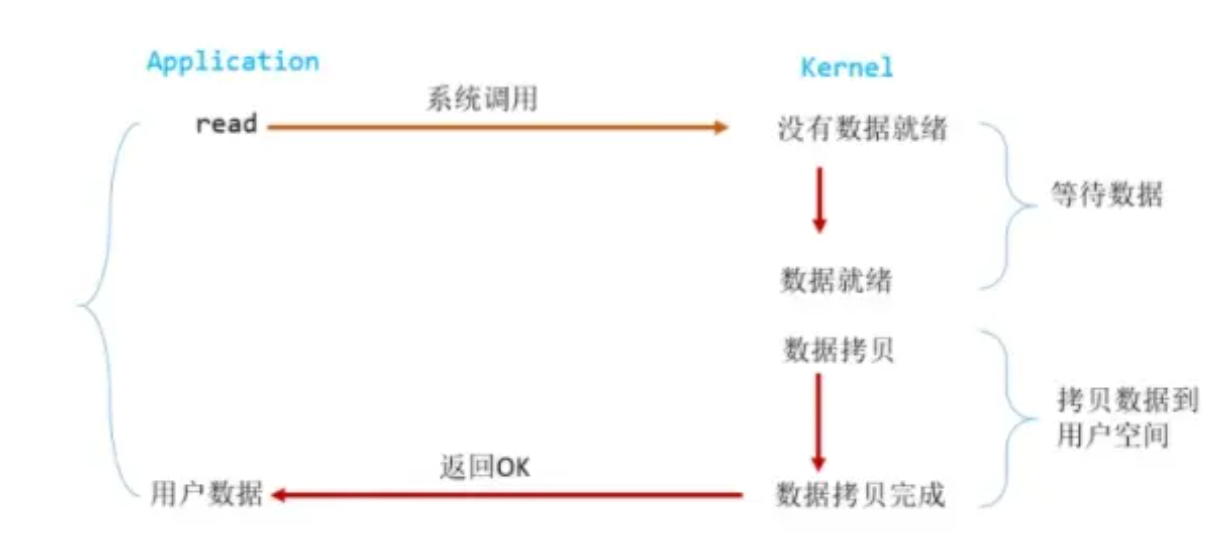 Application
Kernel
系统调用
read
没有数据就绪
等待数据
数据就绪
数据拷贝
拷贝数据到
用户空间
返回OK
用户数据
数据拷贝完成